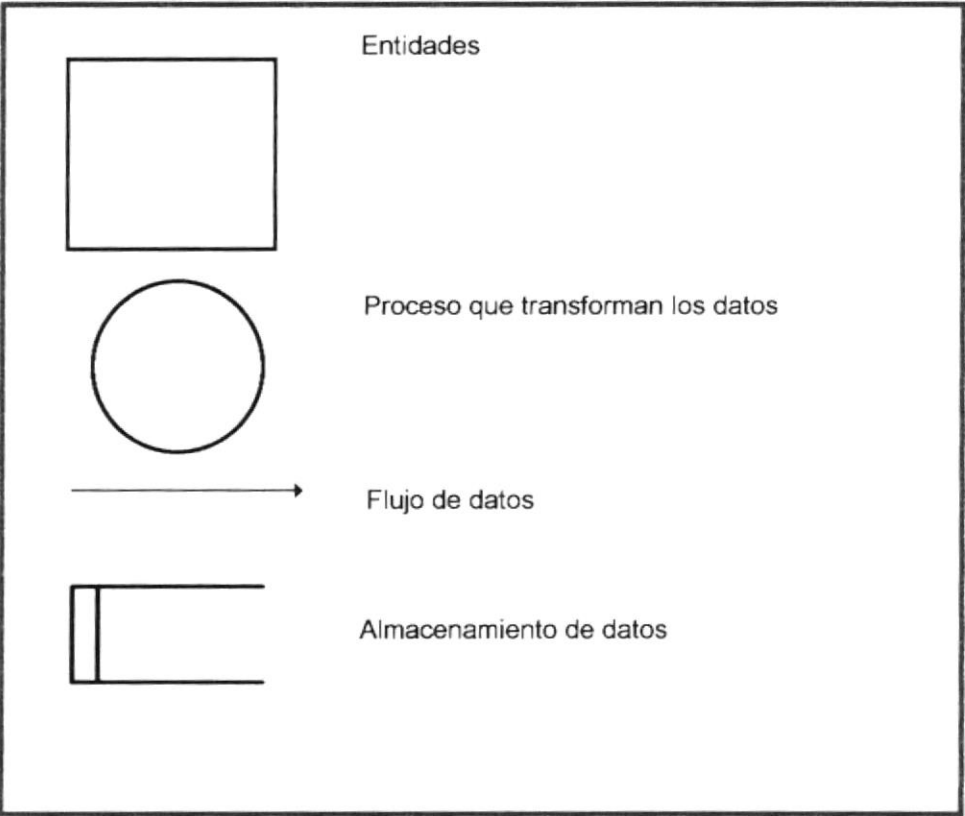 Entidades
Proceso que transforman los datos
Flujo de datos
Almacenamiento de datos